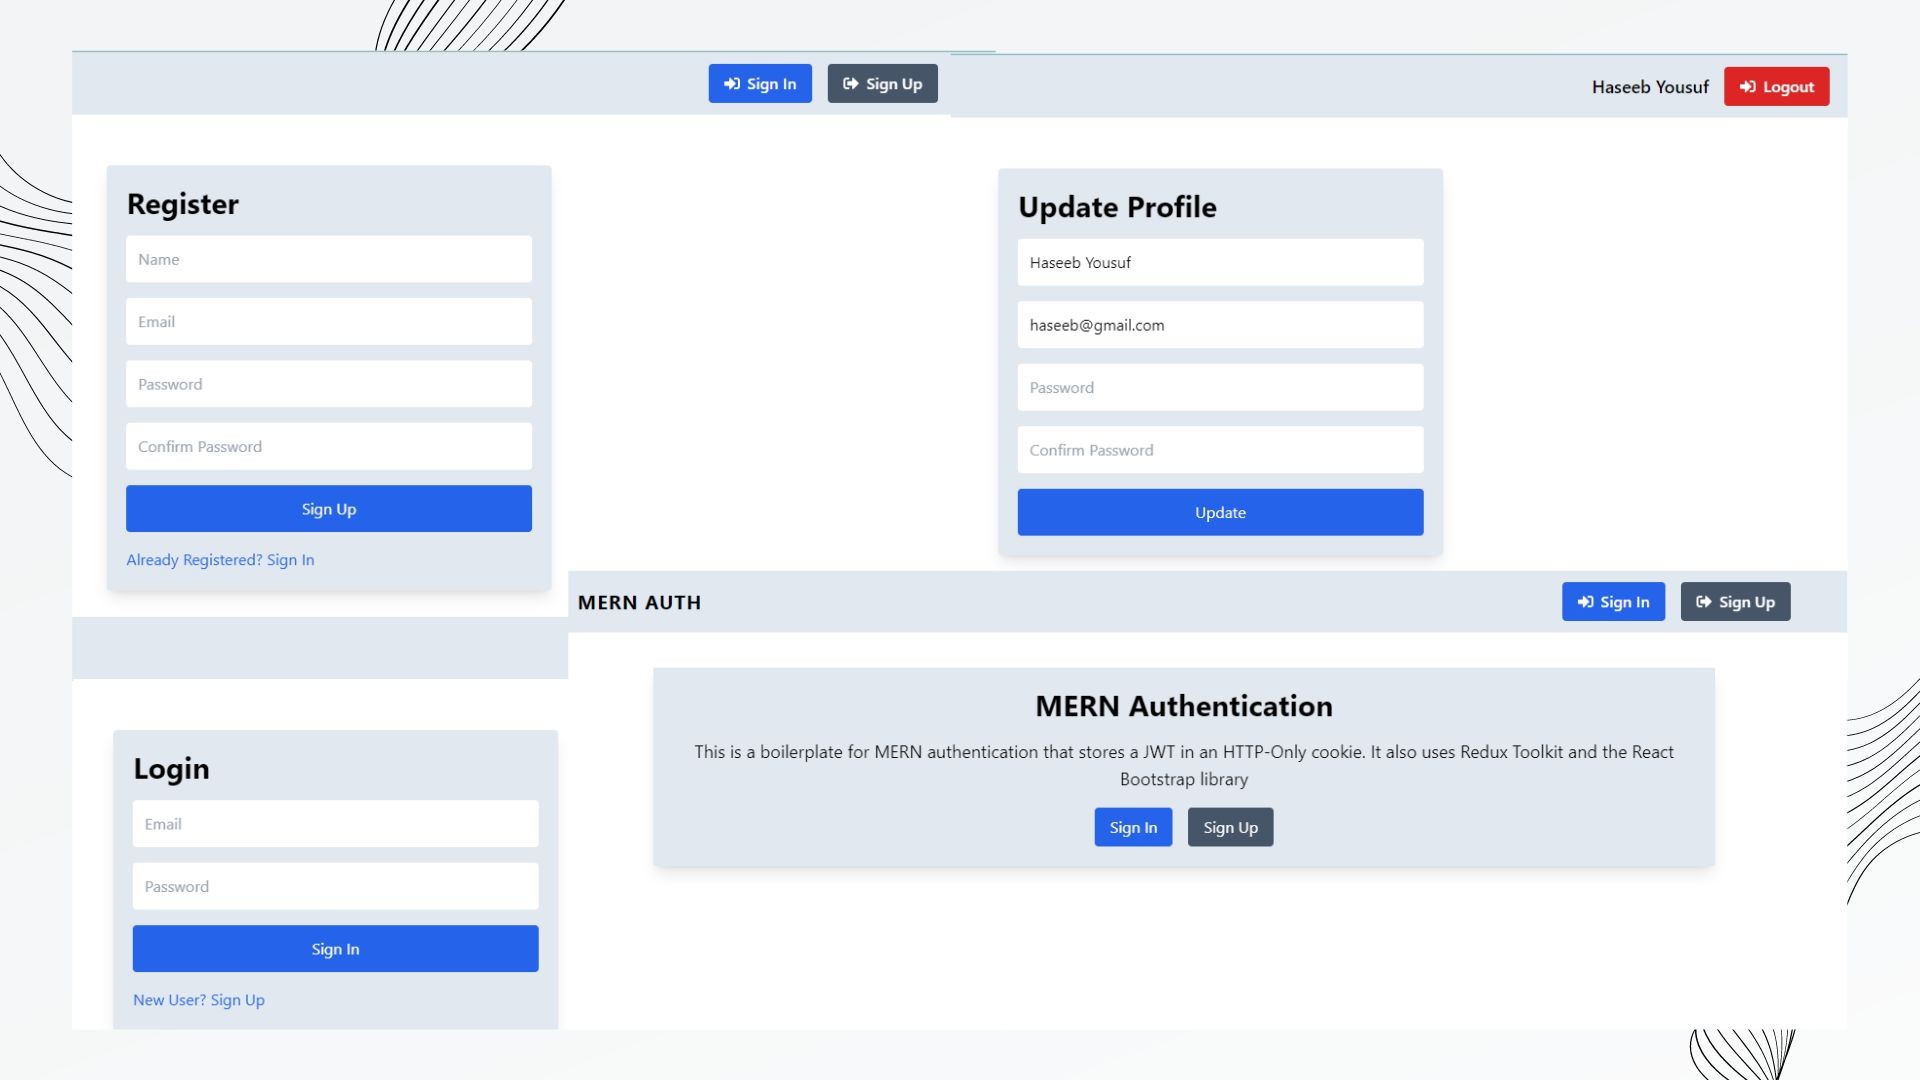 Sign In
Sign Up
Register
Name
Email
Password
Confirm Password
Sign Up
Already Registered? Sign In
Haseeb Yousuf
Logout
Update Profile
Haseeb Yousuf
haseeb@gmail.com
Password
Confirm Password
Update
MERN AUTH
Sign In
Sign Up
MERN Authentication
This is a boilerplate for MERN authentication that stores a JWT in an HTTP-Only cookie. It also uses Redux Toolkit and the React
Bootstrap library
Sign In
Sign Up
Login
Email
Password
Sign In
New User? Sign Up